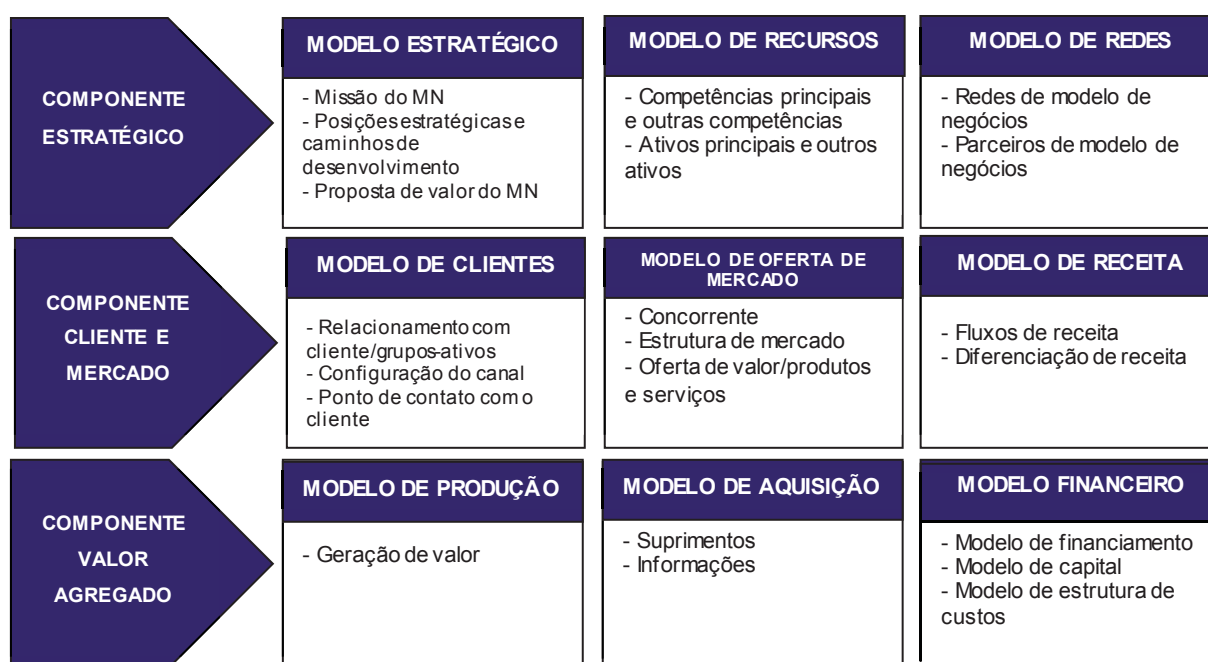 COMPONENTE
ESTRATÉGICO
MODELO ESTRATÉGICO
- Missão do MN
- Posições estratégicas e
caminhos de
desenvolvimento
- Proposta de valor do MN
MODELO DE RECURSOS
- Competências principais
e outras competências
- Ativos principais e outros
ativos
MODELO DE REDES
- Redes de modelo de
negócios
- Parceiros de modelo de
negócios
COMPONENTE
CLIENTE E
MERCADO
MODELO DE CLIENTES
- Relacionamento com
cliente/grupos-ativos
- Configuração do canal
- Ponto de contato com o
cliente
MODELO DE OFERTA DE
MERCADO
- Concorrente
- Estrutura de mercado
- Oferta de valor/produtos
e serviços
MODELO DE RECEITA
- Fluxos de receita
- Diferenciação de receita
COMPONENTE
VALOR
AGREGADO
MODELO DE PRODUÇÃO
- Geração de valor
MODELO DE AQUISIÇÃO
- Suprimentos
- Informações
MODELO FINANCEIRO
- Modelo de financiamento
- Modelo de capital
- Modelo de estrutura de
custos